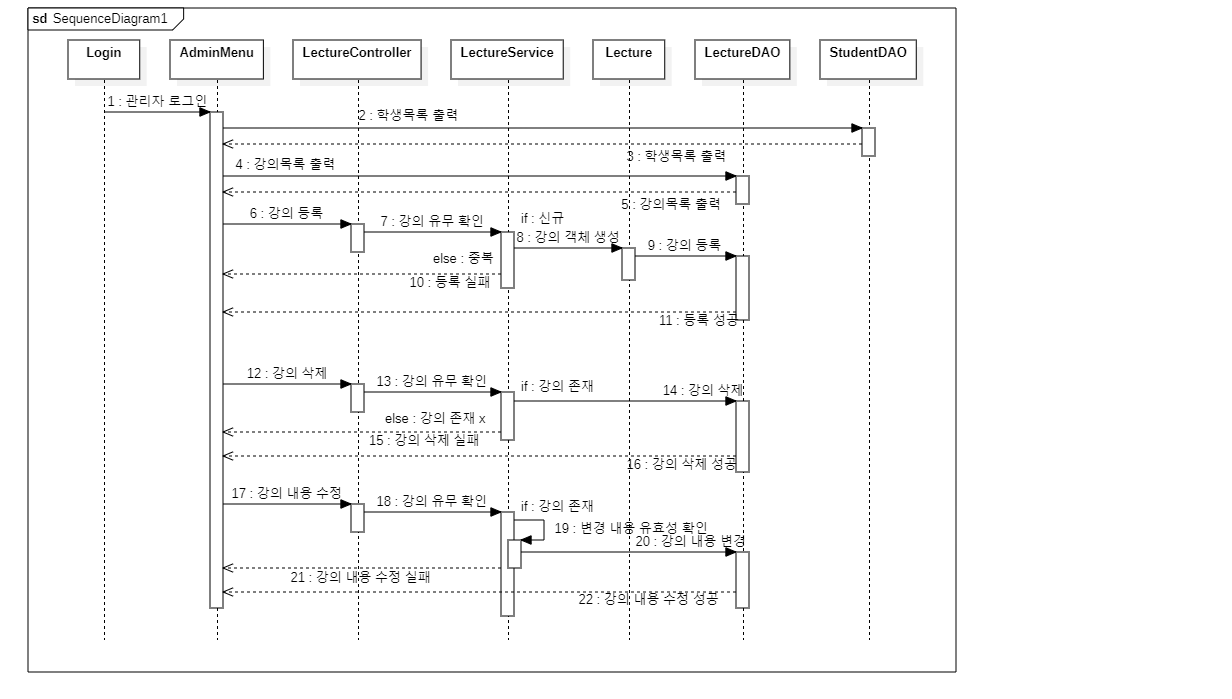 sd SequenceDiagram1
Login
AdminMenu
LectureController
LectureService
Lecture
LectureDAO
StudentDAO
1 : 관리자 로그인
2 : 학생목록 출력
3 : 학생목록 출력
4 : 강의목록 출력
5 : 강의목록 출력
6 : 강의 등록
7 : 강의 유무 확인
if : 신규
8 : 강의 객체 생성
9 : 강의 등록
else : 중복
10 : 등록 실패
11 : 등록 성공
12 : 강의 삭제
13 : 강의 유무 확인
if : 강의 존재
14 : 강의 삭제
else : 강의 존재 x
15 : 강의 삭제 실패
16 : 강의 삭제 성공
17 : 강의 내용 수정
18 : 강의 유무 확인
if : 강의 존재
19 : 변경 내용 유효성 확인
20 : 강의 내용 변경
21 : 강의 내용 수정 실패
22 : 강의 내용 수정 성공